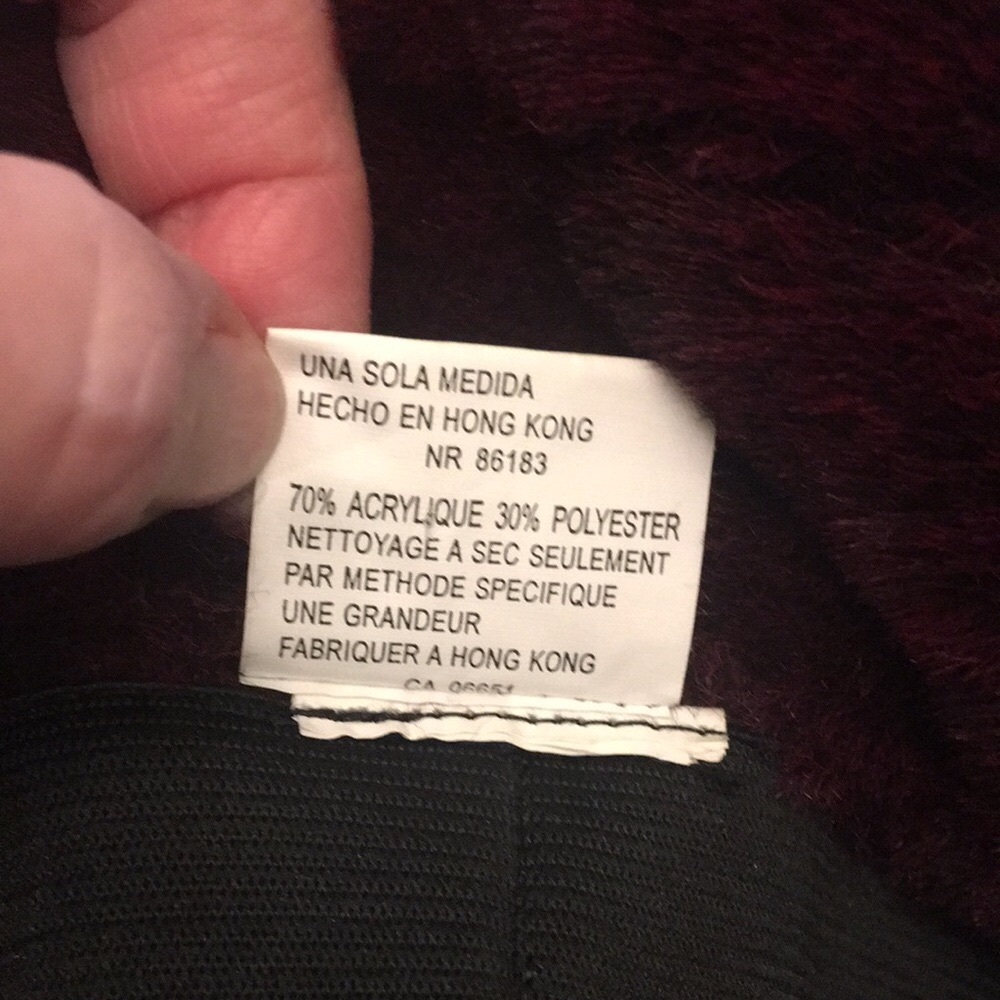 UNA SOLA MEDIDA
HECHO EN HONG KONG
NR 86183
70% ACRYLIQUE 30% POLYESTER
NETTOYAGE A SEC SEULEMENT
PAR METHODE SPECIFIQUE
UNE GRANDEUR
FABRIQUER A HONG KONG
CA